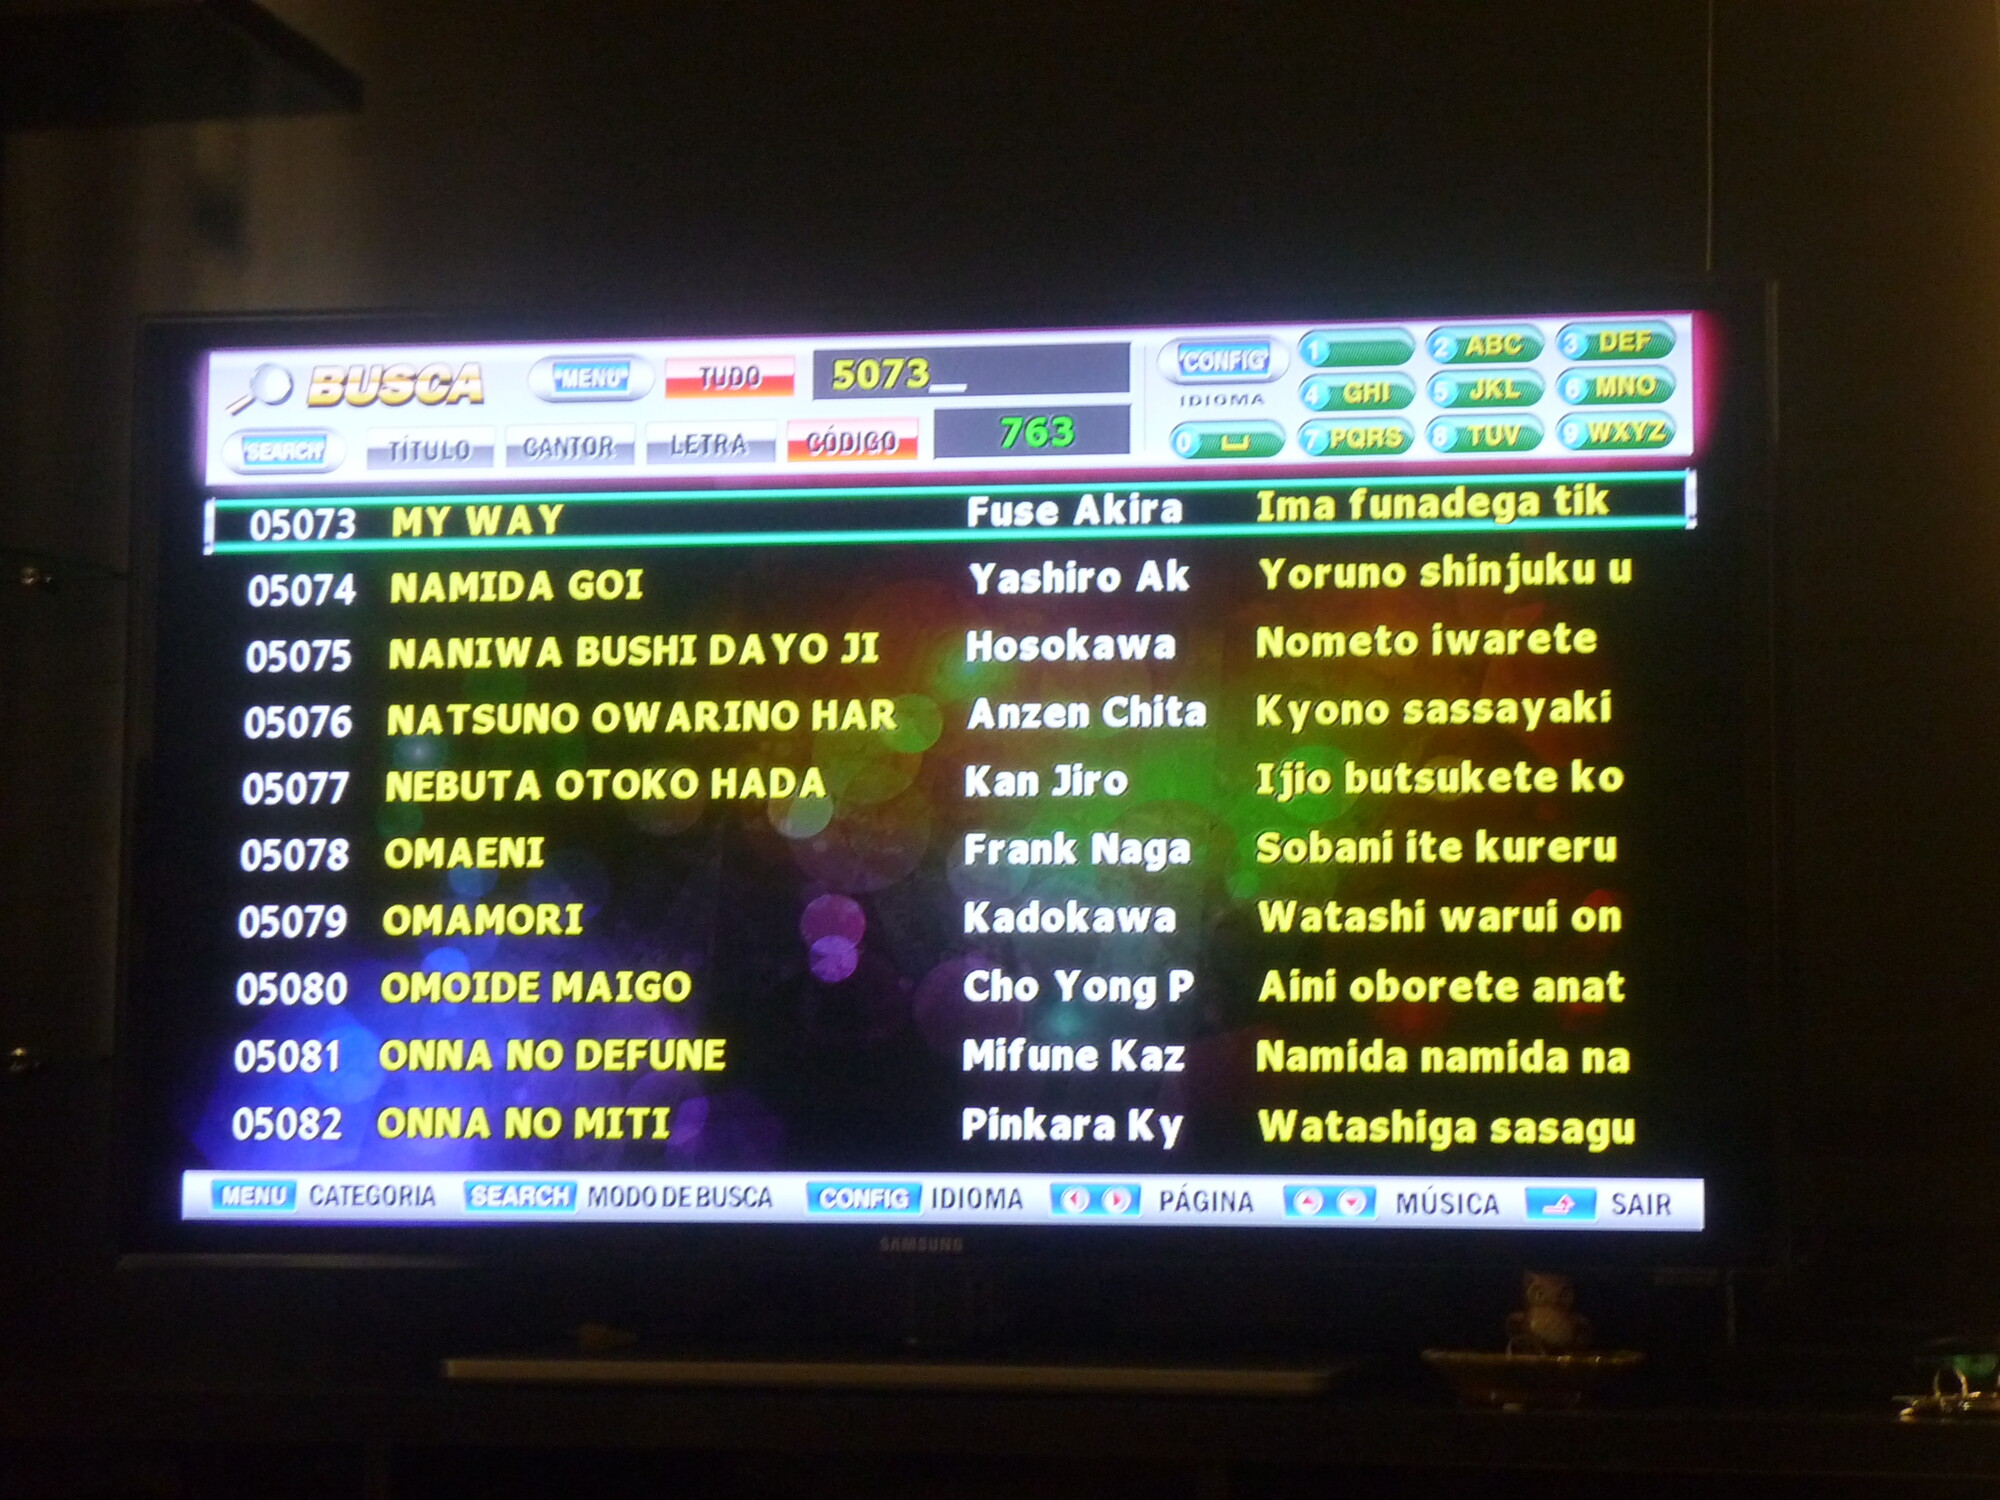 BUSCA MENU TUDO 5073_ CONFIG 1 2 ABC 3 DEF
IDIOMA 4 GHI 5 JKL 6 MNO
SEARCH TÍTULO CANTOR LETRA CÓDIGO 763 0 7 PQRS 8 TUV 9 WXYZ
05073 MY WAY Fuse Akira Ima funadega tik
05074 NAMIDA GOI Yashiro Ak Yoruno shinjuku u
05075 NANIWA BUSHI DAYO JI Hosokawa Nometo iwarete
05076 NATSUNO OWARINO HAR Anzen Chita Kyono sassayaki
05077 NEBUTA OTOKO HADA Kan Jiro Ijio butsukete ko
05078 OMAENI Frank Naga Sobani ite kureru
05079 OMAMORI Kadokawa Watashi warui on
05080 OMOIDE MAIGO Cho Yong P Aini oborete anat
05081 ONNA NO DEFUNE Mifune Kaz Namida namida na
05082 ONNA NO MITI Pinkara Ky Watashiga sasagu
MENU CATEGORIA SEARCH MODO DE BUSCA CONFIG IDIOMA PÁGINA MÚSICA SAIR
SAMSUNG